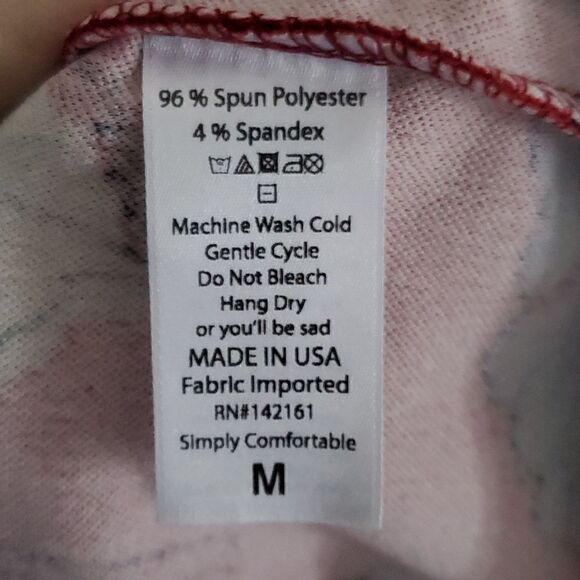 96 % Spun Polyester
4 % Spandex
Machine Wash Cold
Gentle Cycle
Do Not Bleach
Hang Dry
or you'll be sad
MADE IN USA
Fabric Imported
RN#142161
Simply Comfortable
M